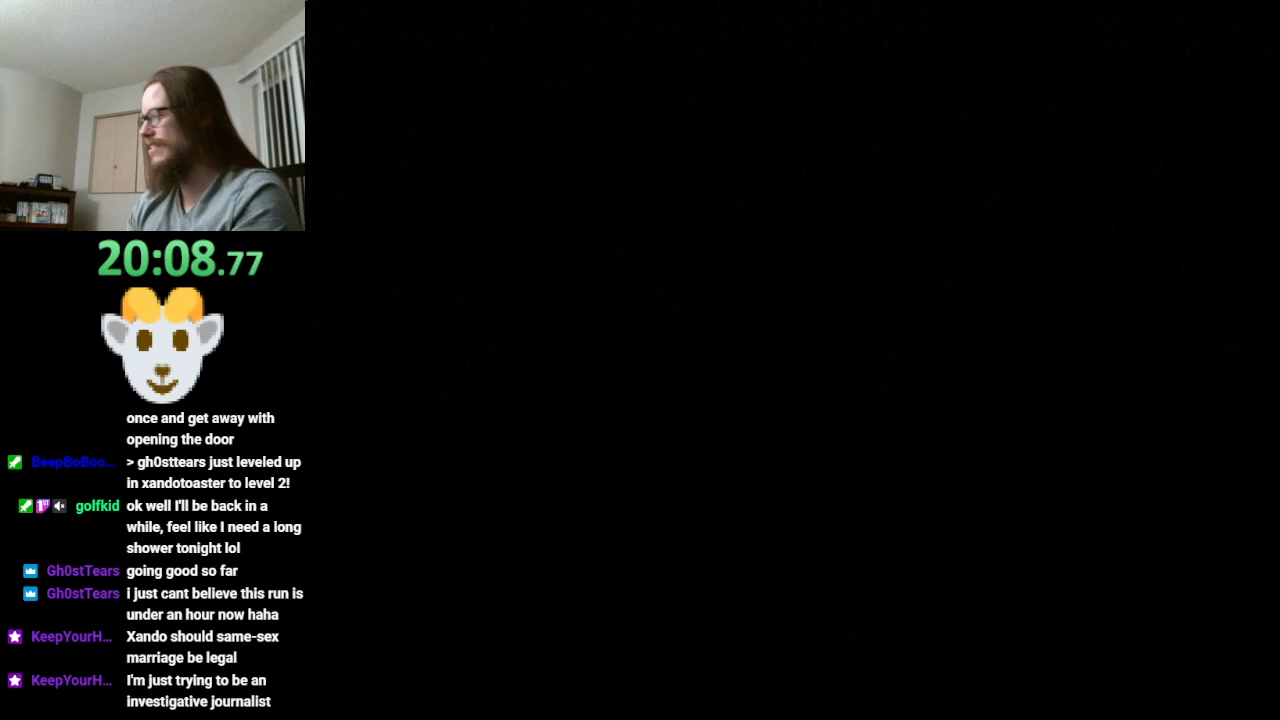 20:08.77
once and get away with
opening the door
BeepBoBoo... > gh0sttears just leveled up
in xandotoaster to level 2!
golfkid ok well I'll be back in a
while, feel like I need a long
shower tonight lol
Gh0stTears going good so far
Gh0stTears i just cant believe this run is
under an hour now haha
KeepYourH... Xando should same-sex
marriage be legal
KeepYourH... I'm just trying to be an
investigative journalist